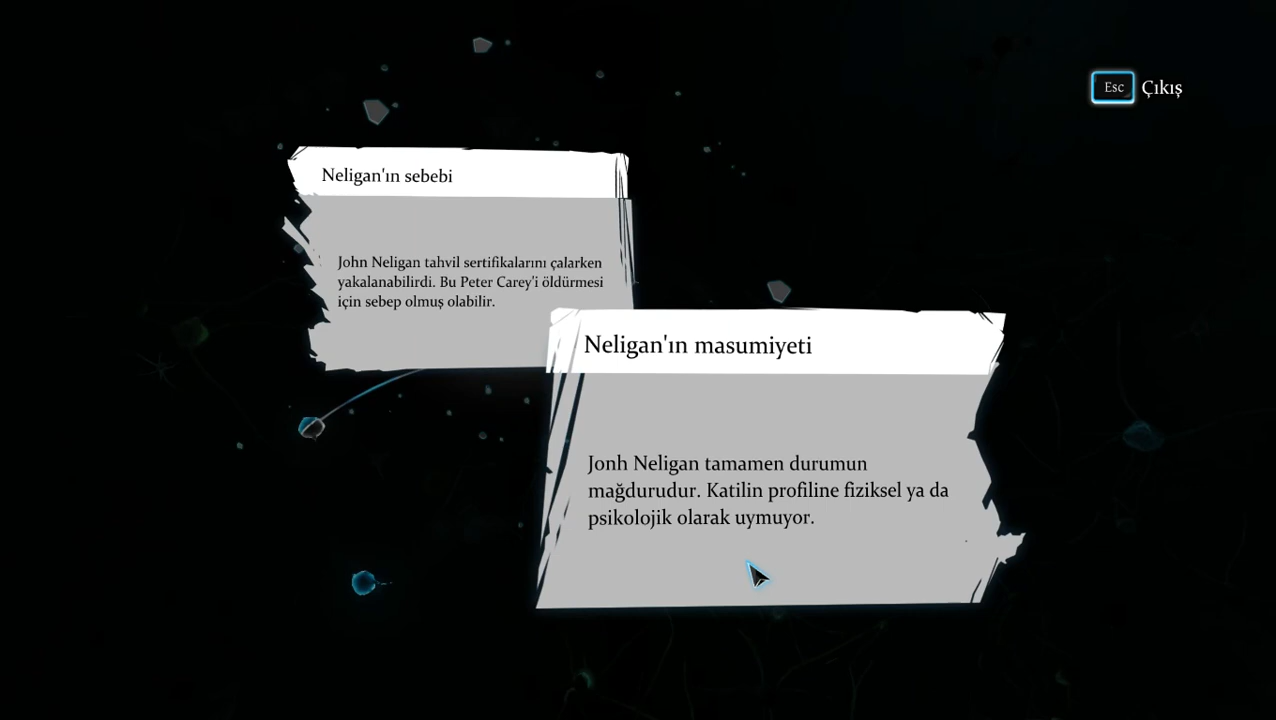 Esc Çıkış
Neligan'ın sebebi
John Neligan tahvil sertifikalarını çalarken
yakalanabilirdi. Bu Peter Carey'i öldürmesi
için sebep olmuş olabilir.
Neligan'ın masumiyeti
Jonh Neligan tamamen durumun
mağdurudur. Katilin profiline fiziksel ya da
psikolojik olarak uymuyor.